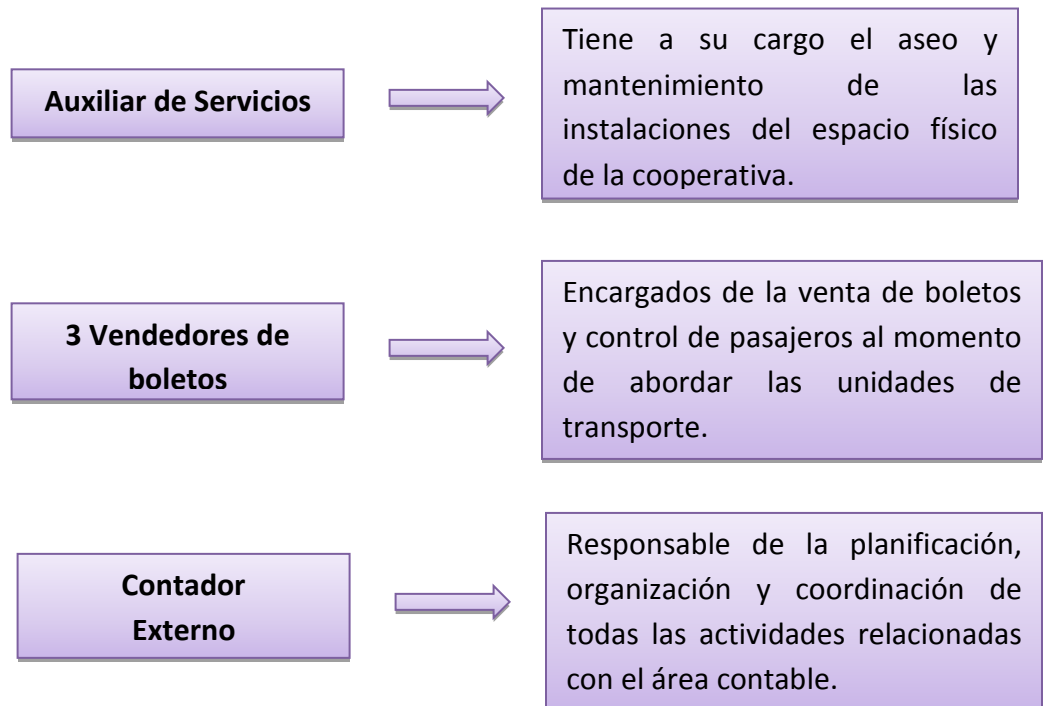 Auxiliar de Servicios
Tiene a su cargo el aseo y
mantenimiento de las
instalaciones del espacio físico
de la cooperativa.
3 Vendedores de
boletos
Encargados de la venta de boletos
y control de pasajeros al momento
de abordar las unidades de
transporte.
Contador
Externo
Responsable de la planificación,
organización y coordinación de
todas las actividades relacionadas
con el área contable.